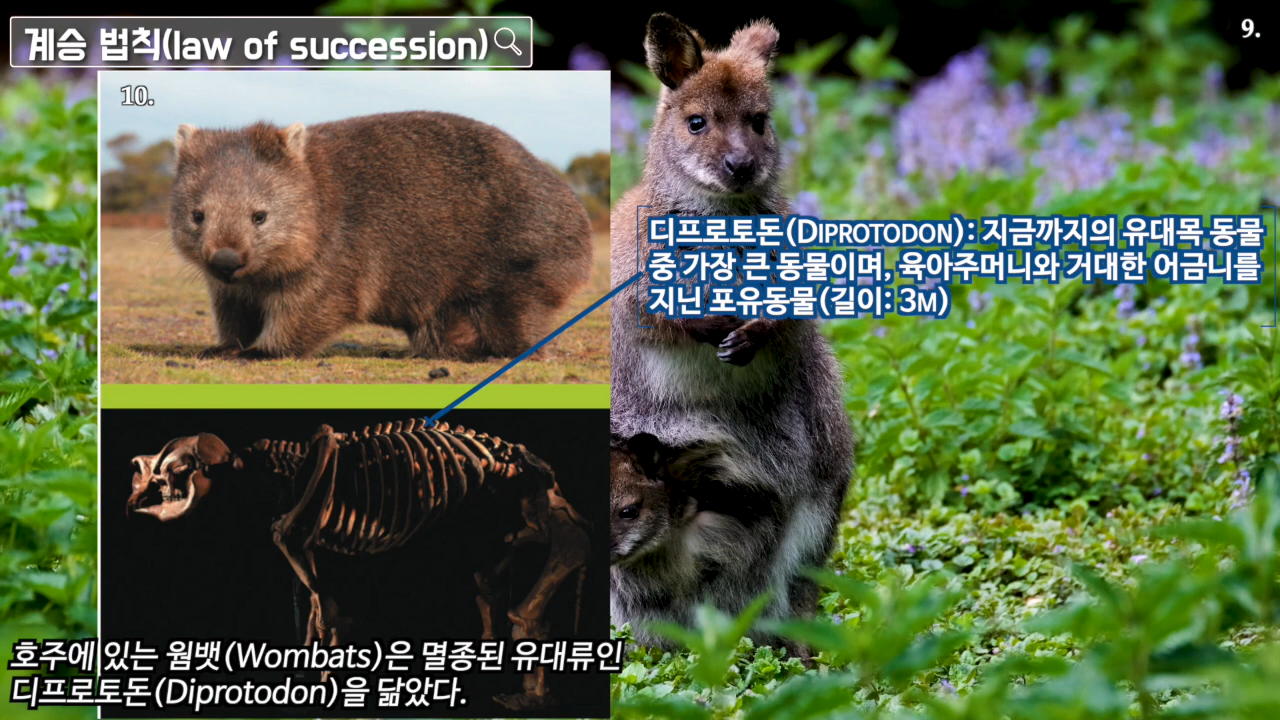 계승 법칙(law of succession)
9.
10.
디프로토돈(DIPROTODON): 지금까지의 유대목 동물
중 가장 큰 동물이며, 육아주머니와 거대한 어금니를
지닌 포유동물(길이: 3M)
호주에 있는 웜뱃(Wombats)은 멸종된 유대류인
디프로토돈(Diprotodon)을 닮았다.